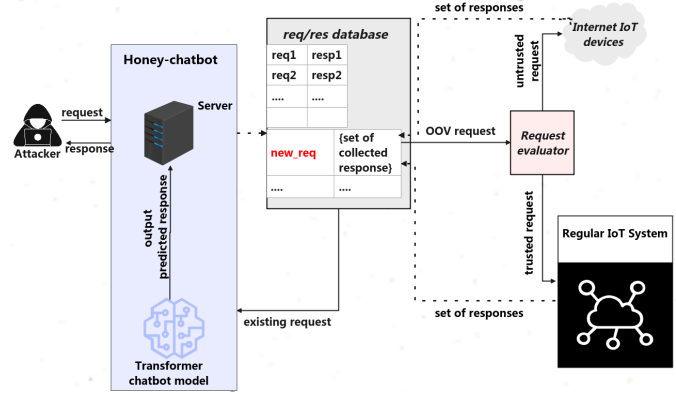 set of responses
Internet IoT
devices
req/res database
Honey-chatbot
req1 resp1
req2 resp2
.... ....
untrusted
request
Server
request
Attacker
response
new_req
{set of
collected
response}
.... ....
OOV request
Request
evaluator
output
predicted response
trusted request
Regular IoT System
existing request
set of responses
Transformer
chatbot model